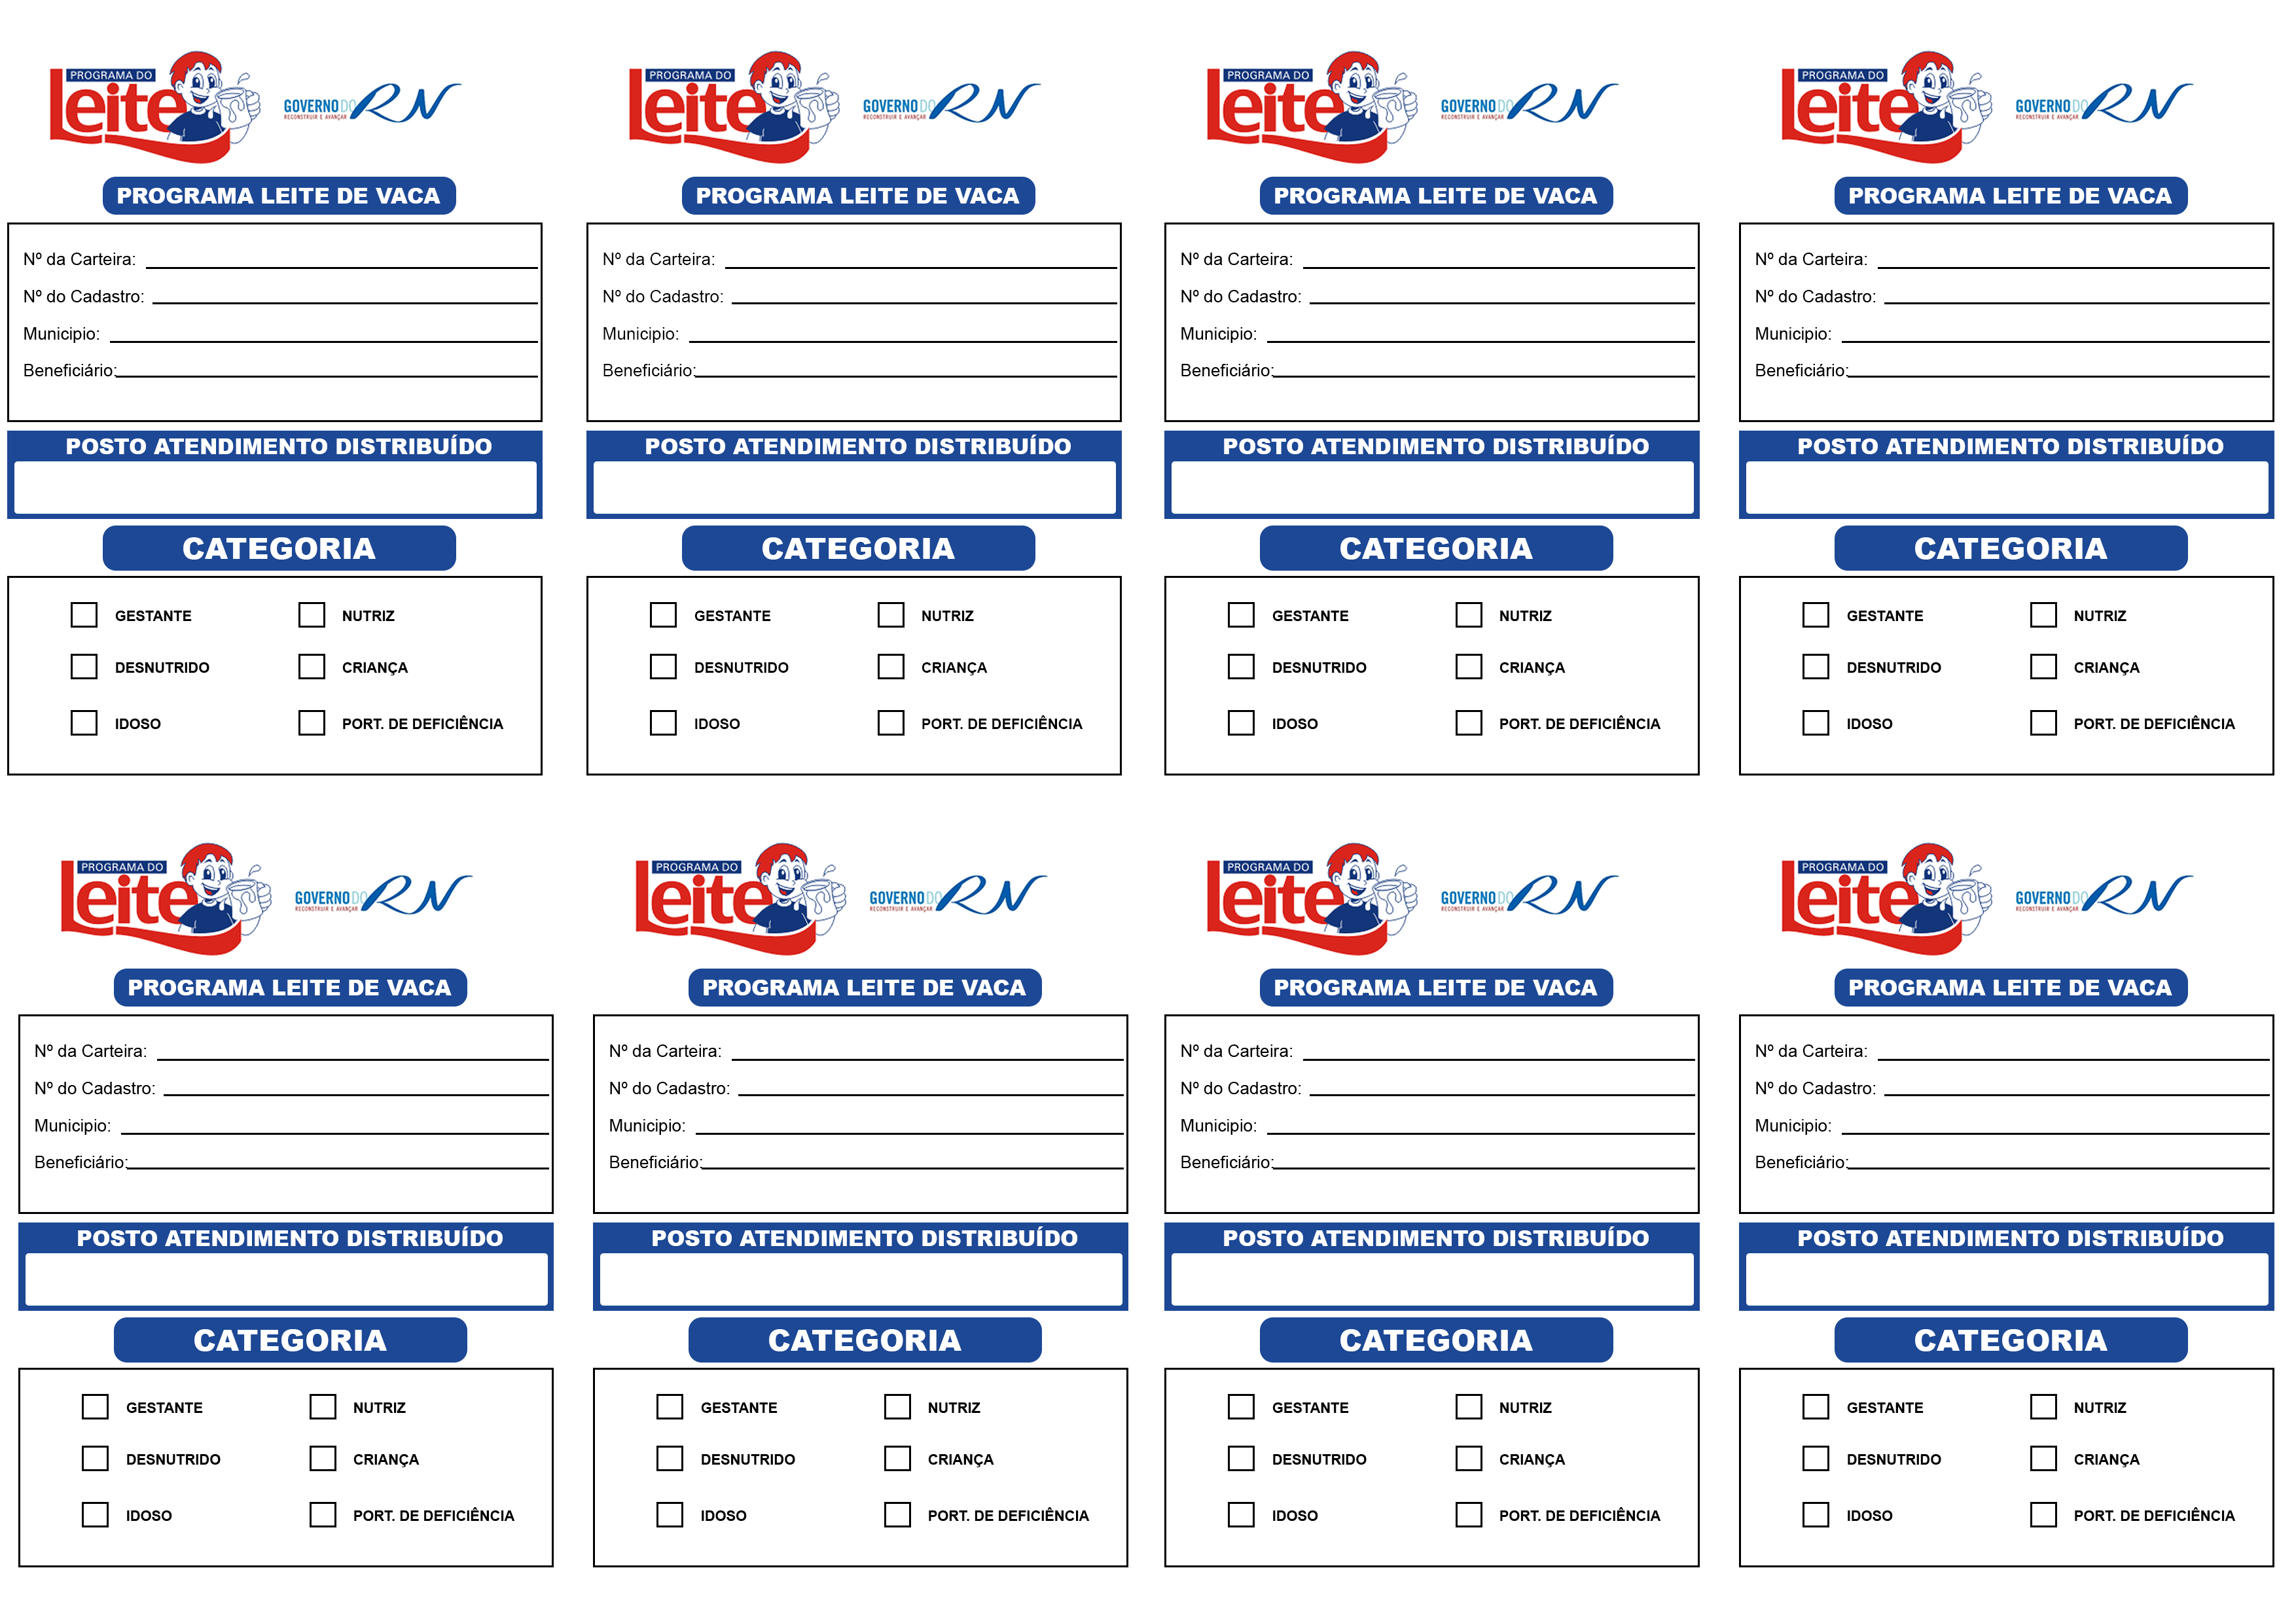 PROGRAMA DO
Leite
GOVERNO DO RN
RECONSTRUIR E AVANÇAR
PROGRAMA LEITE DE VACA
Nº da Carteira:
Nº do Cadastro:
Municipio:
Beneficiário:
POSTO ATENDIMENTO DISTRIBUÍDO
CATEGORIA
GESTANTE NUTRIZ
DESNUTRIDO CRIANÇA
IDOSO PORT. DE DEFICIÊNCIA
PROGRAMA DO
Leite
GOVERNO DO RN
RECONSTRUIR E AVANÇAR
PROGRAMA LEITE DE VACA
Nº da Carteira:
Nº do Cadastro:
Municipio:
Beneficiário:
POSTO ATENDIMENTO DISTRIBUÍDO
CATEGORIA
GESTANTE NUTRIZ
DESNUTRIDO CRIANÇA
IDOSO PORT. DE DEFICIÊNCIA
PROGRAMA DO
Leite
GOVERNO DO RN
RECONSTRUIR E AVANÇAR
PROGRAMA LEITE DE VACA
Nº da Carteira:
Nº do Cadastro:
Municipio:
Beneficiário:
POSTO ATENDIMENTO DISTRIBUÍDO
CATEGORIA
GESTANTE NUTRIZ
DESNUTRIDO CRIANÇA
IDOSO PORT. DE DEFICIÊNCIA
PROGRAMA DO
Leite
GOVERNO DO RN
RECONSTRUIR E AVANÇAR
PROGRAMA LEITE DE VACA
Nº da Carteira:
Nº do Cadastro:
Municipio:
Beneficiário:
POSTO ATENDIMENTO DISTRIBUÍDO
CATEGORIA
GESTANTE NUTRIZ
DESNUTRIDO CRIANÇA
IDOSO PORT. DE DEFICIÊNCIA
PROGRAMA DO
Leite
GOVERNO DO RN
RECONSTRUIR E AVANÇAR
PROGRAMA LEITE DE VACA
Nº da Carteira:
Nº do Cadastro:
Municipio:
Beneficiário:
POSTO ATENDIMENTO DISTRIBUÍDO
CATEGORIA
GESTANTE NUTRIZ
DESNUTRIDO CRIANÇA
IDOSO PORT. DE DEFICIÊNCIA
PROGRAMA DO
Leite
GOVERNO DO RN
RECONSTRUIR E AVANÇAR
PROGRAMA LEITE DE VACA
Nº da Carteira:
Nº do Cadastro:
Municipio:
Beneficiário:
POSTO ATENDIMENTO DISTRIBUÍDO
CATEGORIA
GESTANTE NUTRIZ
DESNUTRIDO CRIANÇA
IDOSO PORT. DE DEFICIÊNCIA
PROGRAMA DO
Leite
GOVERNO DO RN
RECONSTRUIR E AVANÇAR
PROGRAMA LEITE DE VACA
Nº da Carteira:
Nº do Cadastro:
Municipio:
Beneficiário:
POSTO ATENDIMENTO DISTRIBUÍDO
CATEGORIA
GESTANTE NUTRIZ
DESNUTRIDO CRIANÇA
IDOSO PORT. DE DEFICIÊNCIA
PROGRAMA DO
Leite
GOVERNO DO RN
RECONSTRUIR E AVANÇAR
PROGRAMA LEITE DE VACA
Nº da Carteira:
Nº do Cadastro:
Municipio:
Beneficiário:
POSTO ATENDIMENTO DISTRIBUÍDO
CATEGORIA
GESTANTE NUTRIZ
DESNUTRIDO CRIANÇA
IDOSO PORT. DE DEFICIÊNCIA